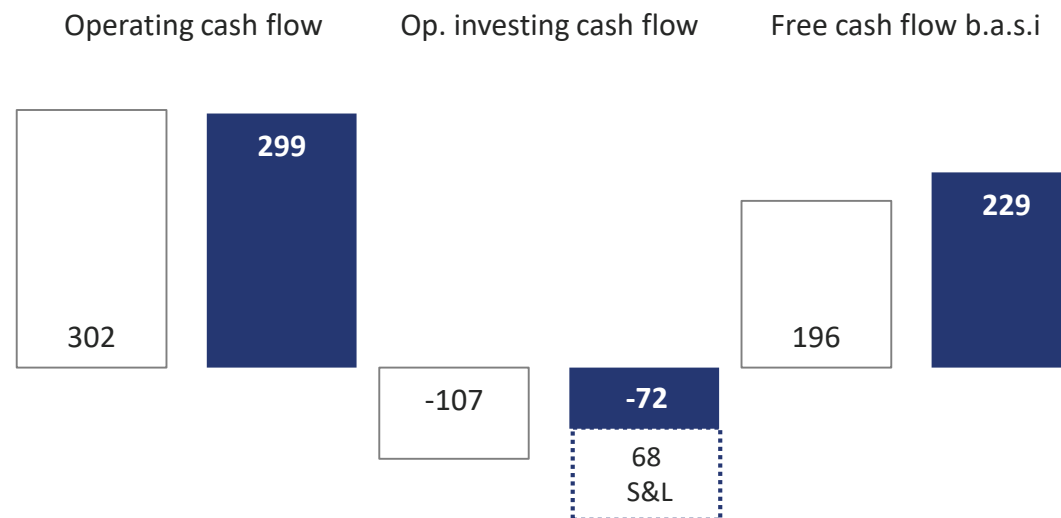 Operating cash flow
Op. investing cash flow
Free cash flow b.a.s.i
302
299
-107
-72
68
S&L
196
229